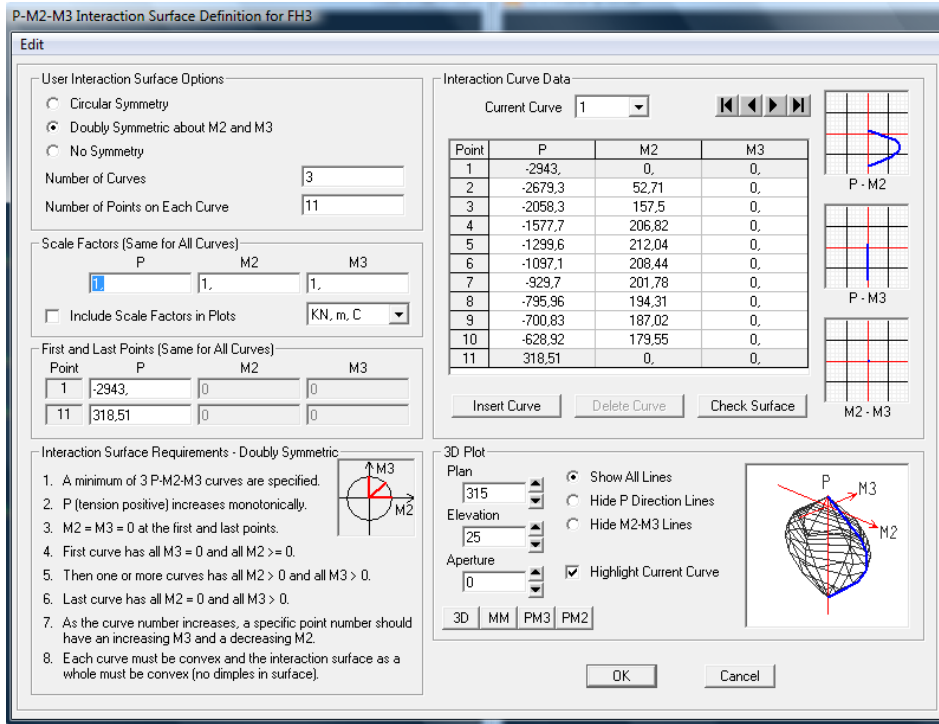 P-M2-M3 Interaction Surface Definition for FH3
Edit
User Interaction Surface Options
Circular Symmetry
Doubly Symmetric about M2 and M3
No Symmetry
Number of Curves 3
Number of Points on Each Curve 11
Scale Factors (Same for All Curves)
P M2 M3
1, 1, 1,
Include Scale Factors in Plots KN, m, C
First and Last Points (Same for All Curves)
Point P M2 M3
1 -2943, 0 0
11 318,51 0 0
Interaction Surface Requirements - Doubly Symmetric
1. A minimum of 3 P-M2-M3 curves are specified.
2. P (tension positive) increases monotonically.
3. M2 = M3 = 0 at the first and last points.
4. First curve has all M3 = 0 and all M2 >= 0.
5. Then one or more curves has all M2 > 0 and all M3 > 0.
6. Last curve has all M2 = 0 and all M3 > 0.
7. As the curve number increases, a specific point number should
have an increasing M3 and a decreasing M2.
8. Each curve must be convex and the interaction surface as a
whole must be convex (no dimples in surface).
M3
M2
Interaction Curve Data
Current Curve 1
Point P M2 M3
1 -2943, 0, 0,
2 -2679,3 52,71 0,
3 -2058,3 157,5 0,
4 -1577,7 206,82 0,
5 -1299,6 212,04 0,
6 -1097,1 208,44 0,
7 -929,7 201,78 0,
8 -795,96 194,31 0,
9 -700,83 187,02 0,
10 -628,92 179,55 0,
11 318,51 0, 0,
P - M2
P - M3
M2 - M3
Insert Curve Delete Curve Check Surface
3D Plot
Plan
315
Elevation
25
Aperture
0
Show All Lines
Hide P Direction Lines
Hide M2-M3 Lines
Highlight Current Curve
3D MM PM3 PM2
P
M3
M2
OK Cancel